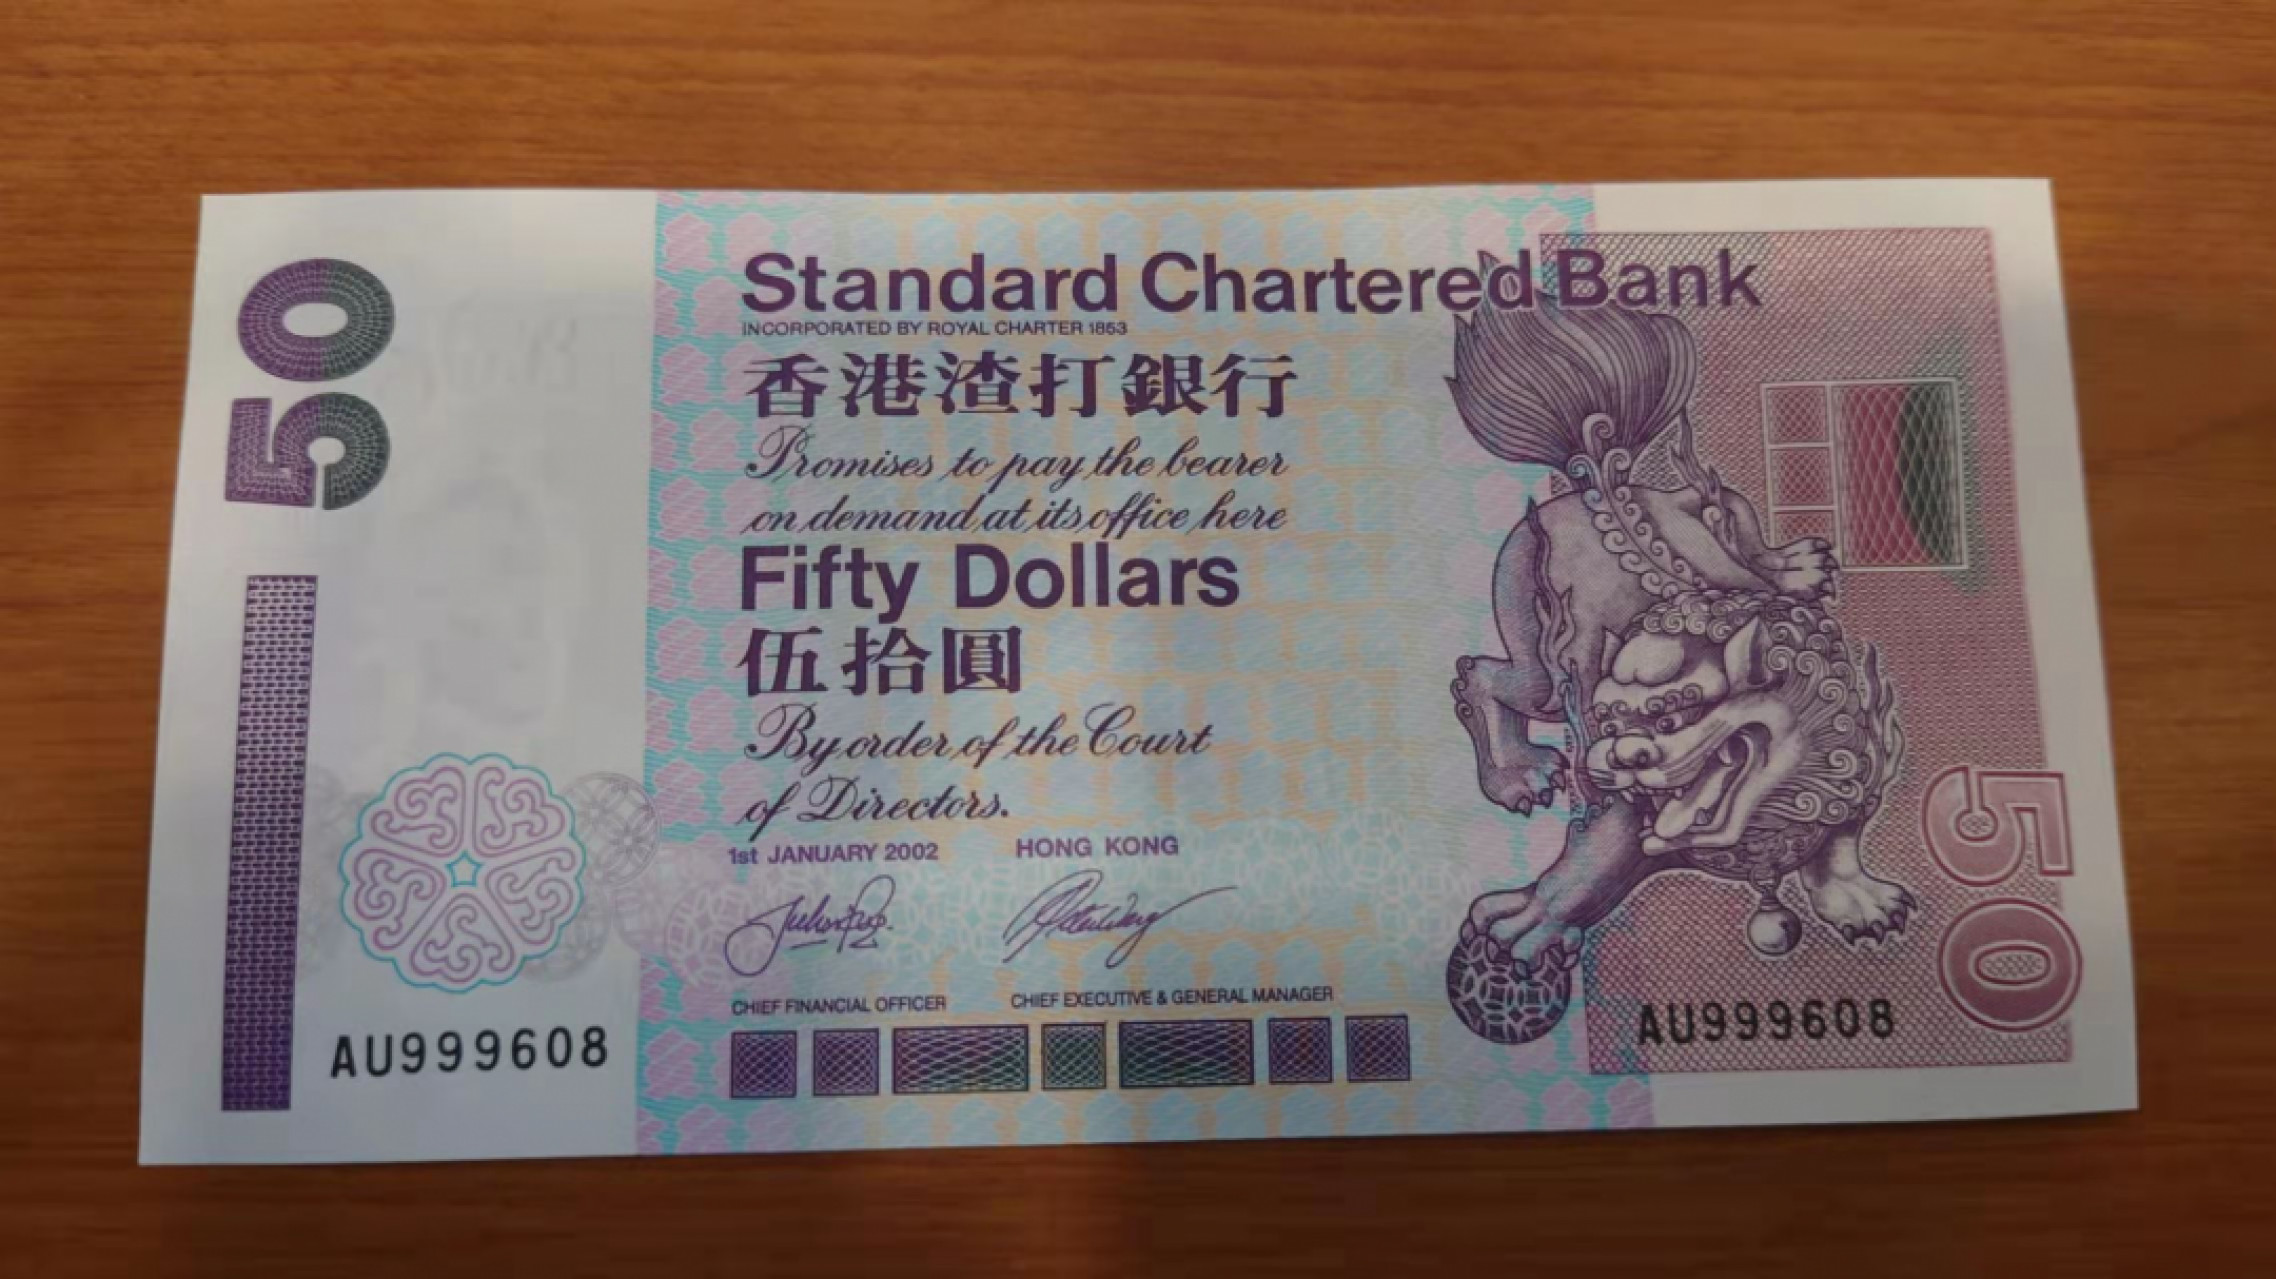 50
Standard Chartered Bank
INCORPORATED BY ROYAL CHARTER 1853
香港渣打銀行
Promises to pay the bearer
on demand at its office here
Fifty Dollars
伍拾圓
By order of the Court
of Directors.
1st JANUARY 2002 HONG KONG
CHIEF FINANCIAL OFFICER CHIEF EXECUTIVE & GENERAL MANAGER
AU999608
AU999608
50